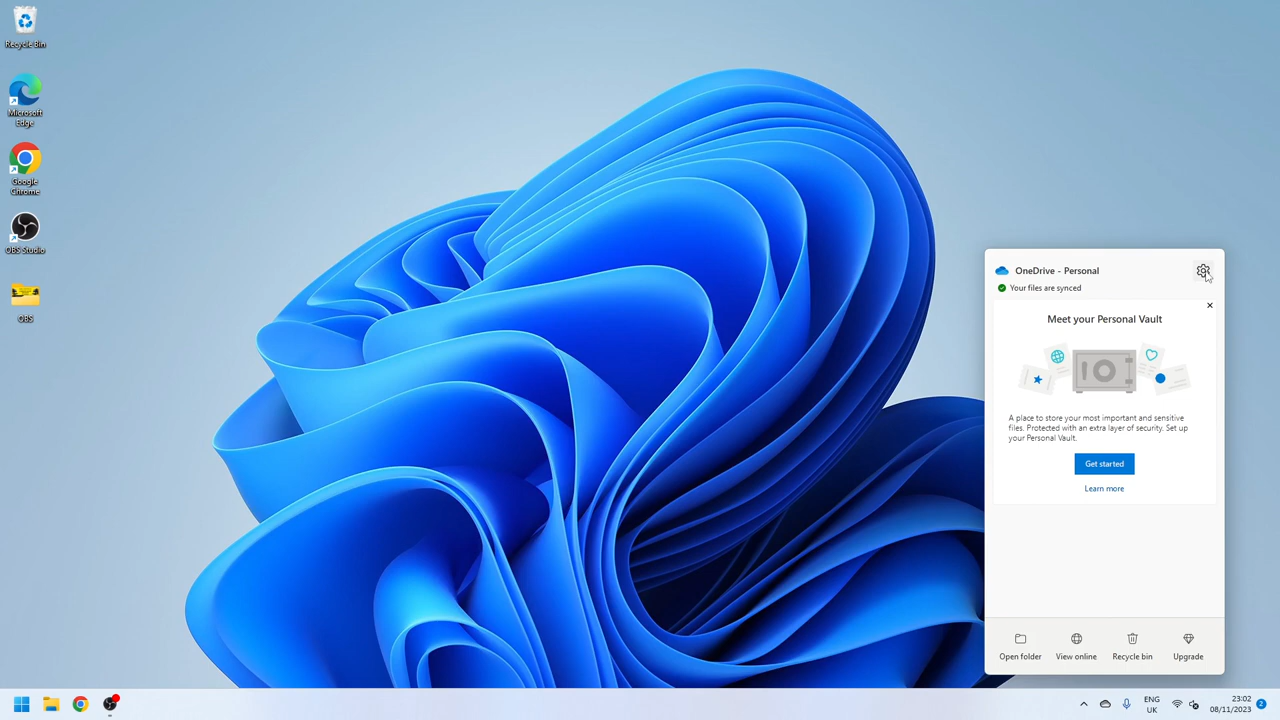 Recycle Bin
Microsoft
Edge
Google
Chrome
OBS Studio
OBS
OneDrive - Personal
Your files are synced
Meet your Personal Vault
A place to store your most important and sensitive
files. Protected with an extra layer of security. Set up
your Personal Vault.
Get started
Learn more
Open folder
View online
Recycle bin
Upgrade
ENG
UK
23:02
08/11/2023
2